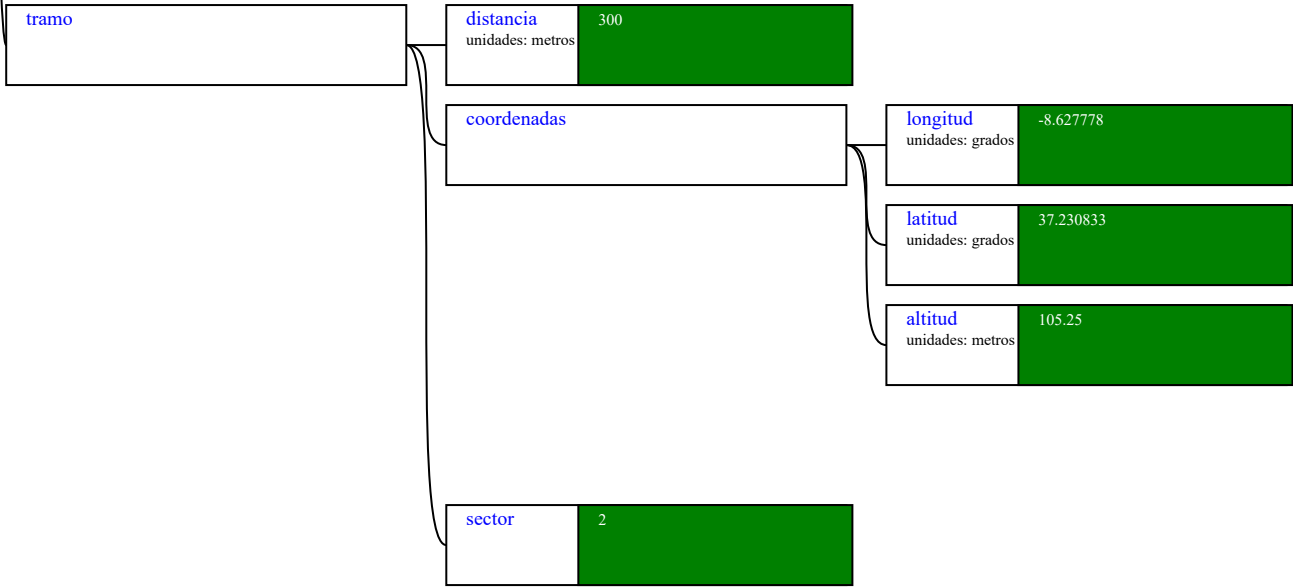 tramo
distancia
unidades: metros
300
coordenadas
longitud
unidades: grados
-8.627778
latitud
unidades: grados
37.230833
altitud
unidades: metros
105.25
sector
2